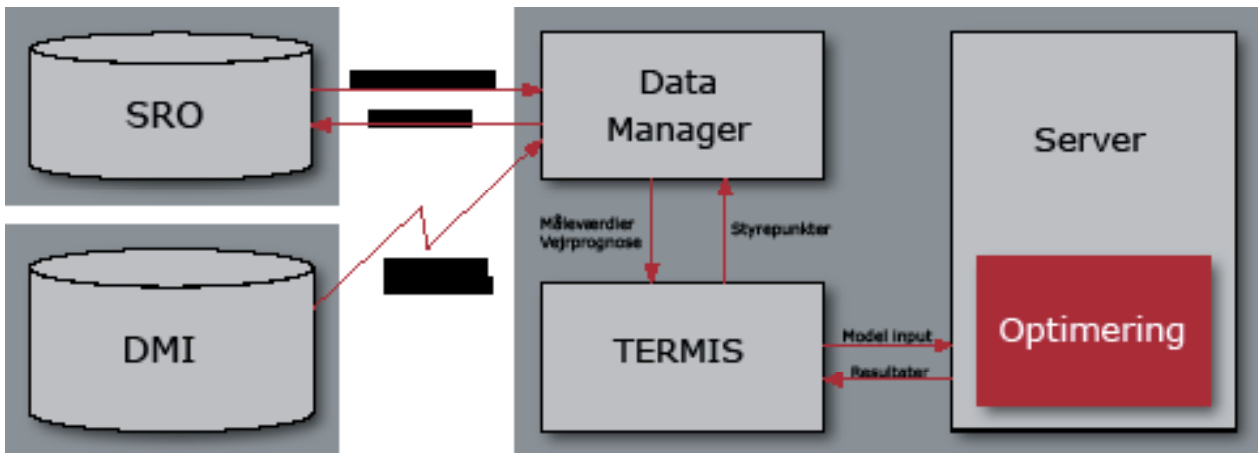 SRO
Data
Manager
Server
Måleværdier
Vejrprognose
Styrepunkter
DMI
TERMIS
Model input
Resultater
Optimering